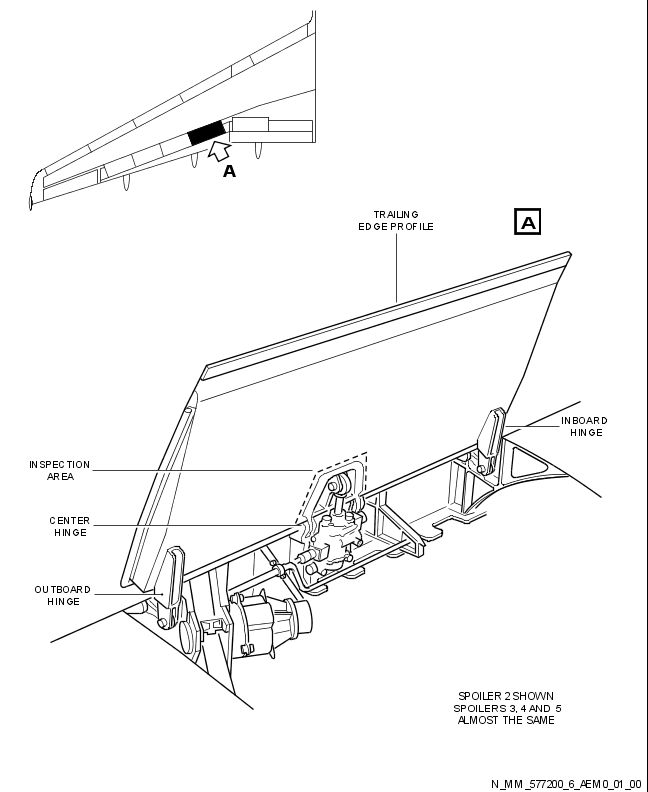 A
TRAILING
EDGE PROFILE
A
INBOARD
HINGE
INSPECTION
AREA
CENTER
HINGE
OUTBOARD
HINGE
SPOILER 2 SHOWN
SPOILERS 3, 4 AND 5
ALMOST THE SAME
N_MM_577200_6_AEM0_01_00